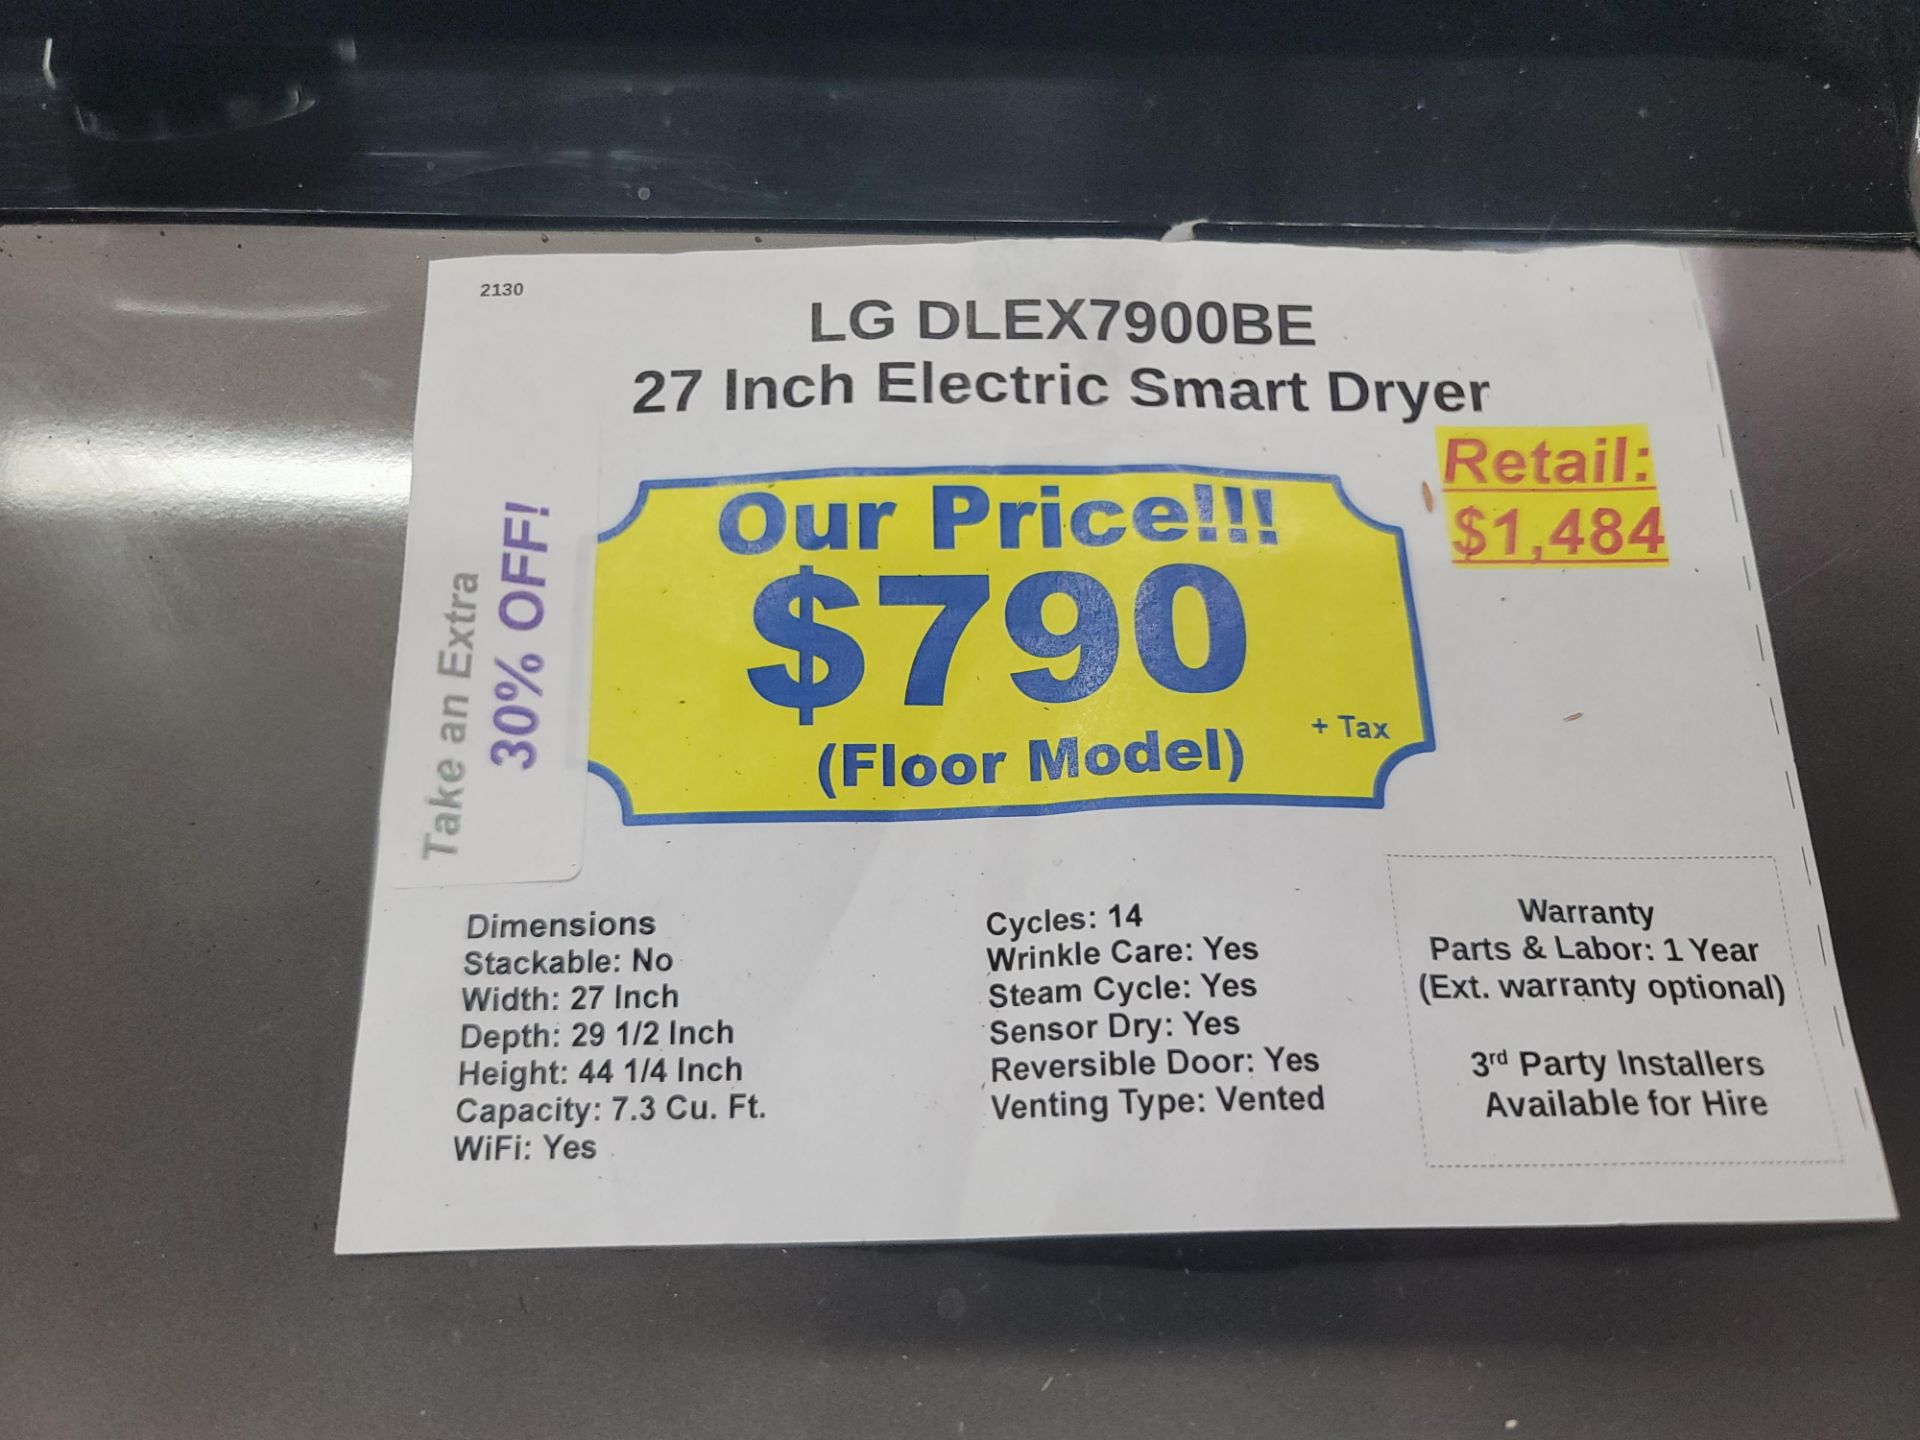 2130
LG DLEX7900BE
27 Inch Electric Smart Dryer
Retail:
$1,484
Take an Extra
30% OFF!
Our Price!!!
$790
(Floor Model)
+ Tax
Dimensions
Stackable: No
Width: 27 Inch
Depth: 29 1/2 Inch
Height: 44 1/4 Inch
Capacity: 7.3 Cu. Ft.
WiFi: Yes
Cycles: 14
Wrinkle Care: Yes
Steam Cycle: Yes
Sensor Dry: Yes
Reversible Door: Yes
Venting Type: Vented
Warranty
Parts & Labor: 1 Year
(Ext. warranty optional)
3rd Party Installers
Available for Hire